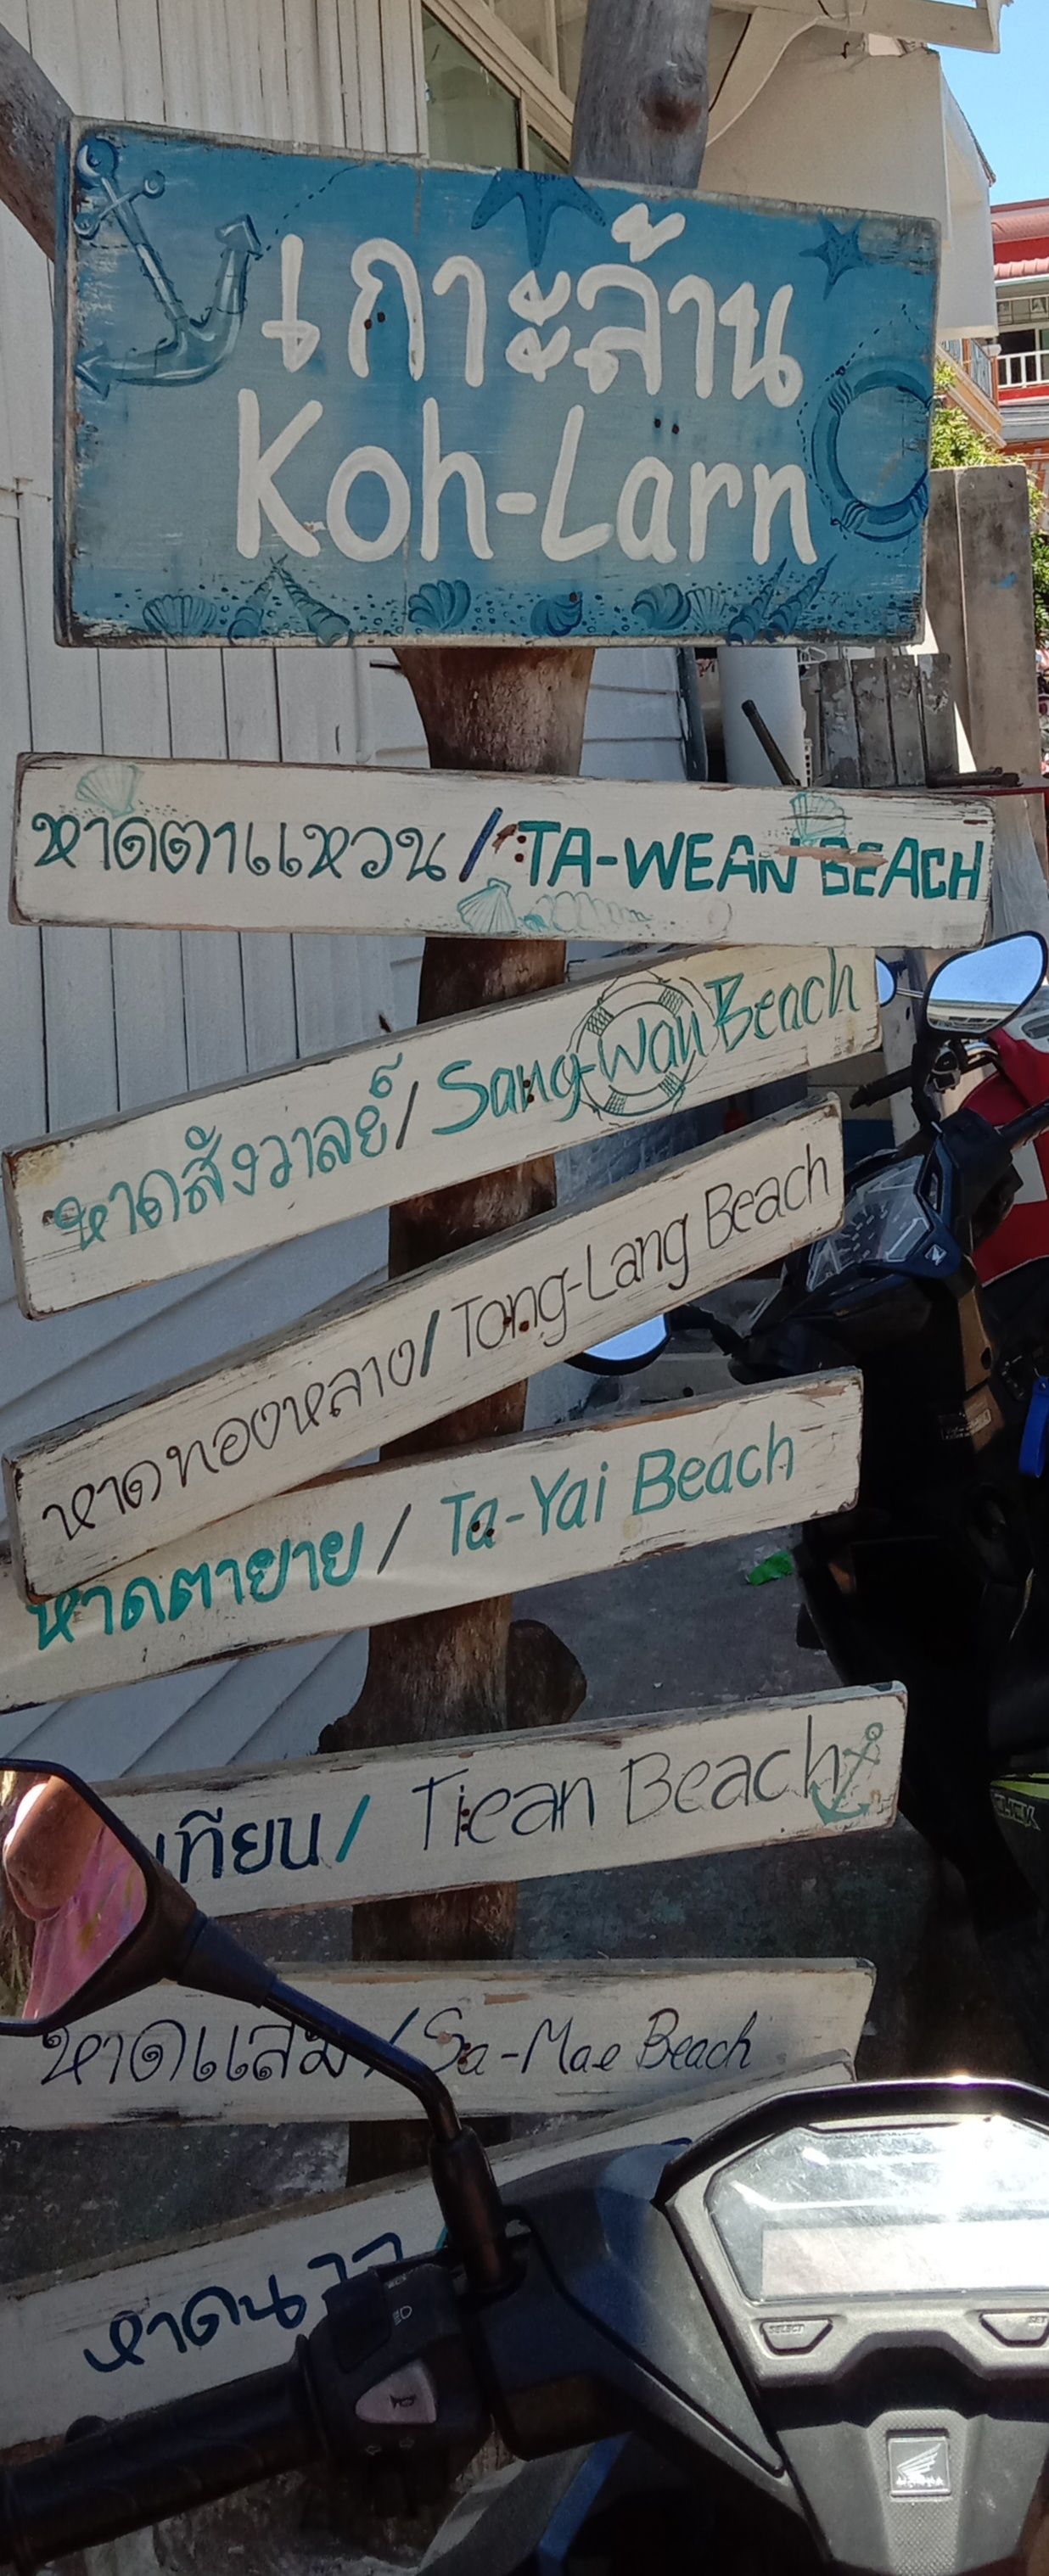 เกาะล้าน
Koh-Larn
หาดตาแหวน / TA-WEAN BEACH
หาดสังวาลย์ / Sang-Wan Beach
หาดทองหลาง / Tong-Lang Beach
หาดตายาย / Ta-Yai Beach
เทียน / Tiean Beach
หาดแสม / Sa-Mae Beach
หาดนวล
SELECT
HONDA